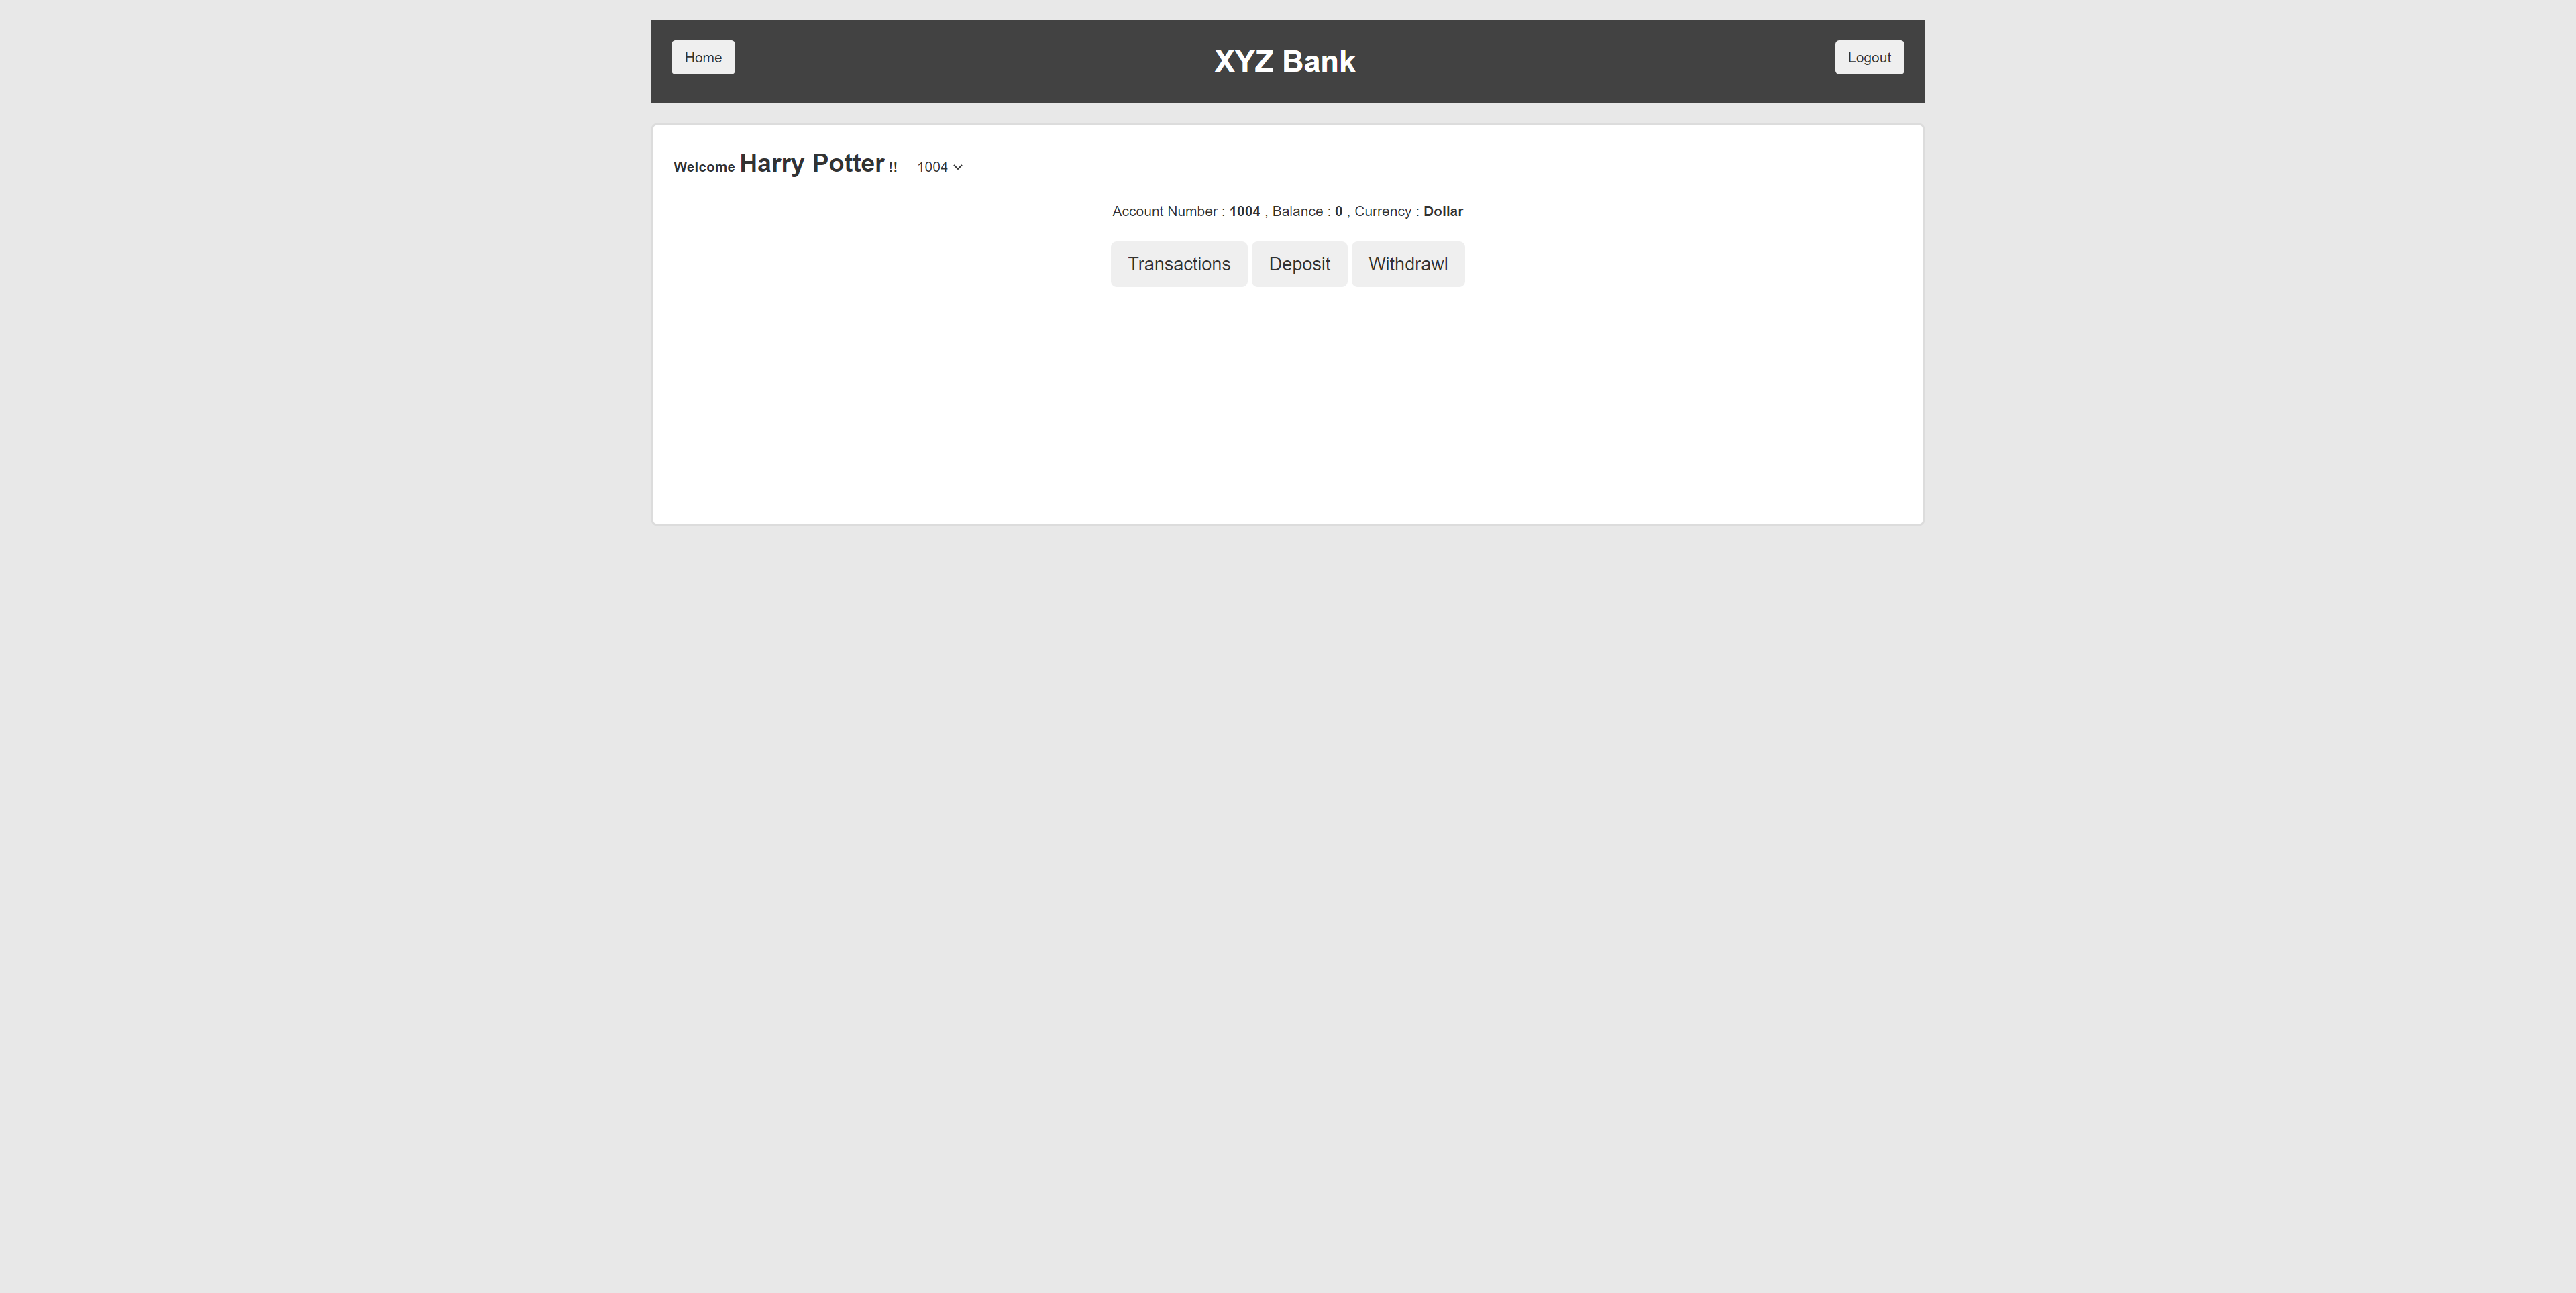 Home XYZ Bank Logout
Welcome Harry Potter !! 1004
Account Number : 1004 , Balance : 0 , Currency : Dollar
Transactions Deposit Withdrawl